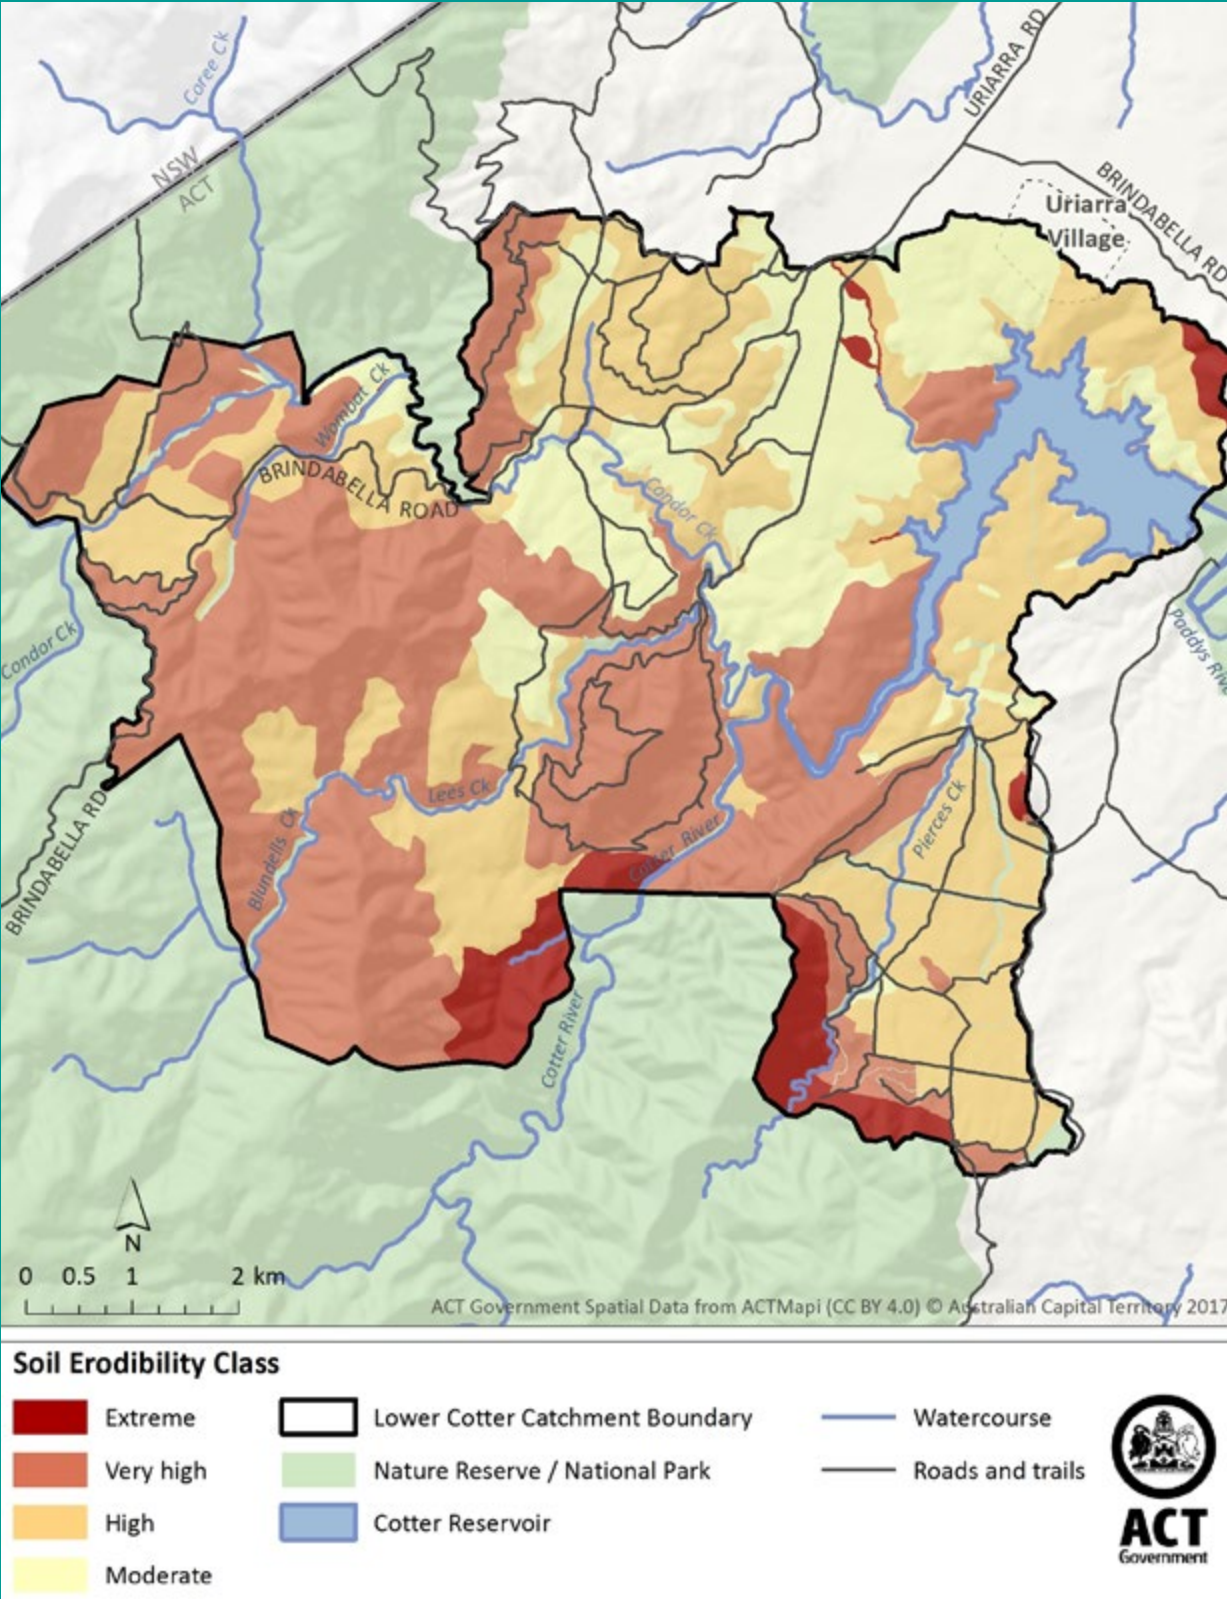 Coree Ck
URIARRA RD
NSW
ACT
BRINDABELLA RD
Uriarra
Village
Wombat Ck
BRINDABELLA ROAD
Condor Ck
Condor Ck
Paddys Riv
Lees Ck
Pierces Ck
Blundells Ck
Cotter River
BRINDABELLA RD
Cotter River
N
0 0.5 1 2 km
ACT Government Spatial Data from ACTMapi (CC BY 4.0) © Australian Capital Territory 2017
Soil Erodibility Class
Extreme
Lower Cotter Catchment Boundary
Watercourse
Very high
Nature Reserve / National Park
Roads and trails
High
Cotter Reservoir
Moderate
ACT
Government